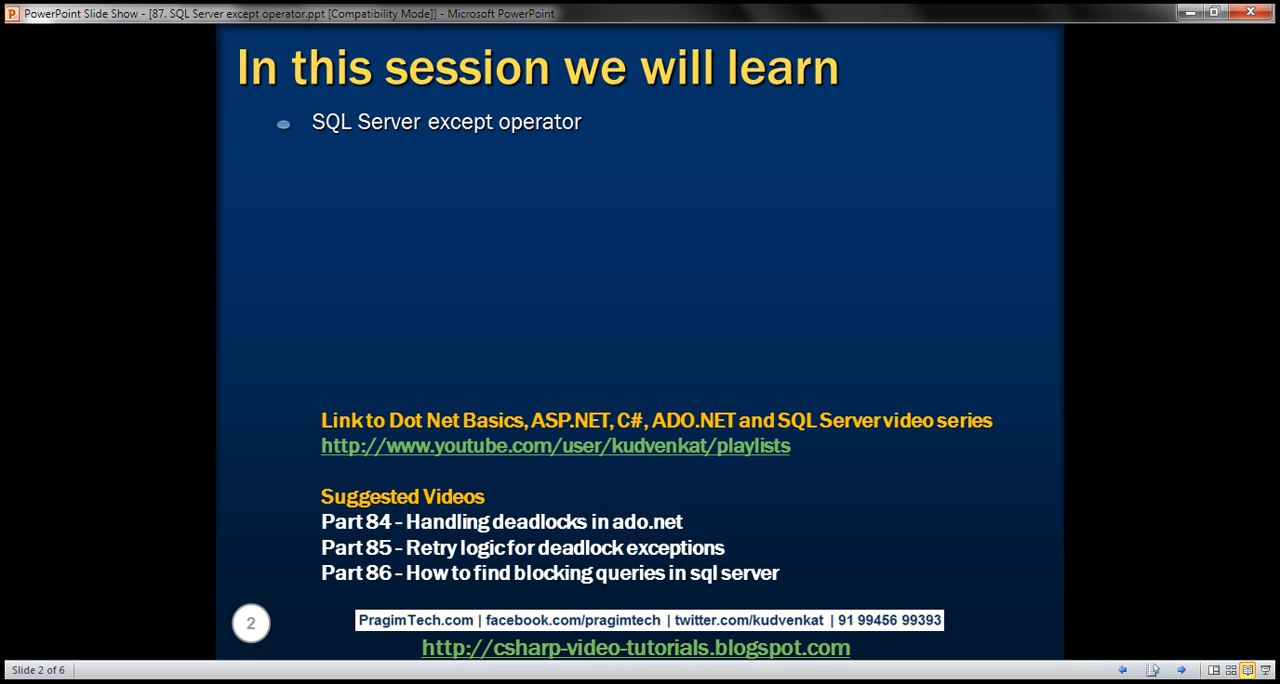 PowerPoint Slide Show - [87. SQL Server except operator.ppt [Compatibility Mode]] - Microsoft PowerPoint
In this session we will learn
SQL Server except operator
Link to Dot Net Basics, ASP.NET, C#, ADO.NET and SQL Server video series
http://www.youtube.com/user/kudvenkat/playlists
Suggested Videos
Part 84 - Handling deadlocks in ado.net
Part 85 - Retry logic for deadlock exceptions
Part 86 - How to find blocking queries in sql server
2
PragimTech.com | facebook.com/pragimtech | twitter.com/kudvenkat | 91 99456 99393
http://csharp-video-tutorials.blogspot.com
Slide 2 of 6